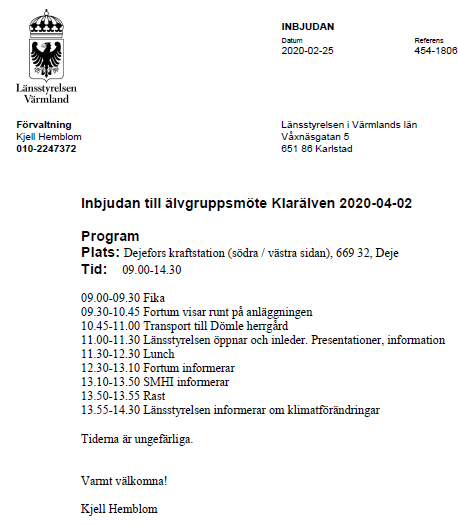 INBJUDAN
Datum Referens
2020-02-25 454-1806
Länsstyrelsen
Värmland
Förvaltning
Kjell Hemblom
010-2247372
Länsstyrelsen i Värmlands län
Våxnäsgatan 5
651 86 Karlstad
Inbjudan till älvgruppsmöte Klarälven 2020-04-02
Program
Plats: Dejefors kraftstation (södra / västra sidan), 669 32, Deje
Tid: 09.00-14.30
09.00-09.30 Fika
09.30-10.45 Fortum visar runt på anläggningen
10.45-11.00 Transport till Dömle herrgård
11.00-11.30 Länsstyrelsen öppnar och inleder. Presentationer, information
11.30-12.30 Lunch
12.30-13.10 Fortum informerar
13.10-13.50 SMHI informerar
13.50-13.55 Rast
13.55-14.30 Länsstyrelsen informerar om klimatförändringar
Tiderna är ungefärliga.
Varmt välkomna!
Kjell Hemblom